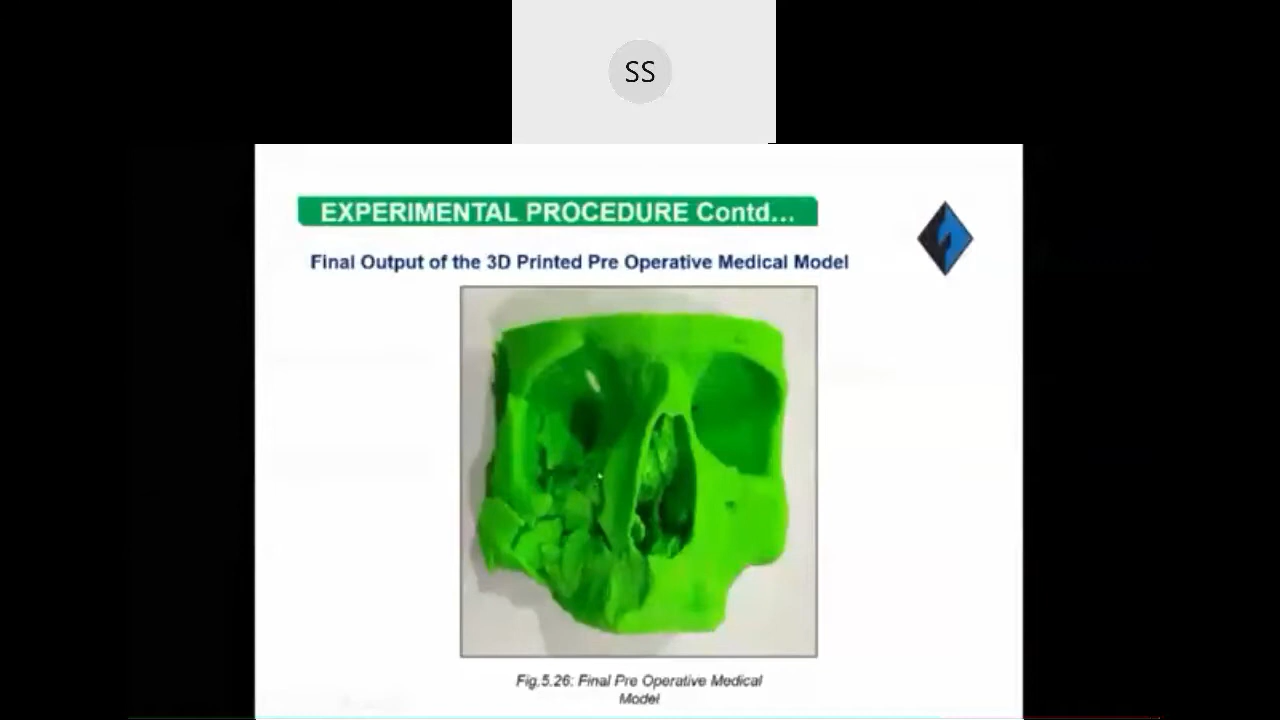 SS
EXPERIMENTAL PROCEDURE Contd...
Final Output of the 3D Printed Pre Operative Medical Model
Fig.5.26: Final Pre Operative Medical
Model